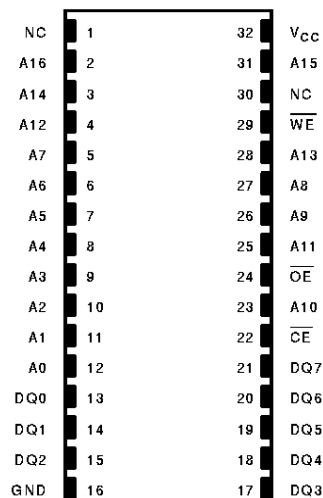 NC 1 32 VCC
A16 2 31 A15
A14 3 30 NC
A12 4 29 WE
A7 5 28 A13
A6 6 27 A8
A5 7 26 A9
A4 8 25 A11
A3 9 24 OE
A2 10 23 A10
A1 11 22 CE
A0 12 21 DQ7
DQ0 13 20 DQ6
DQ1 14 19 DQ5
DQ2 15 18 DQ4
GND 16 17 DQ3